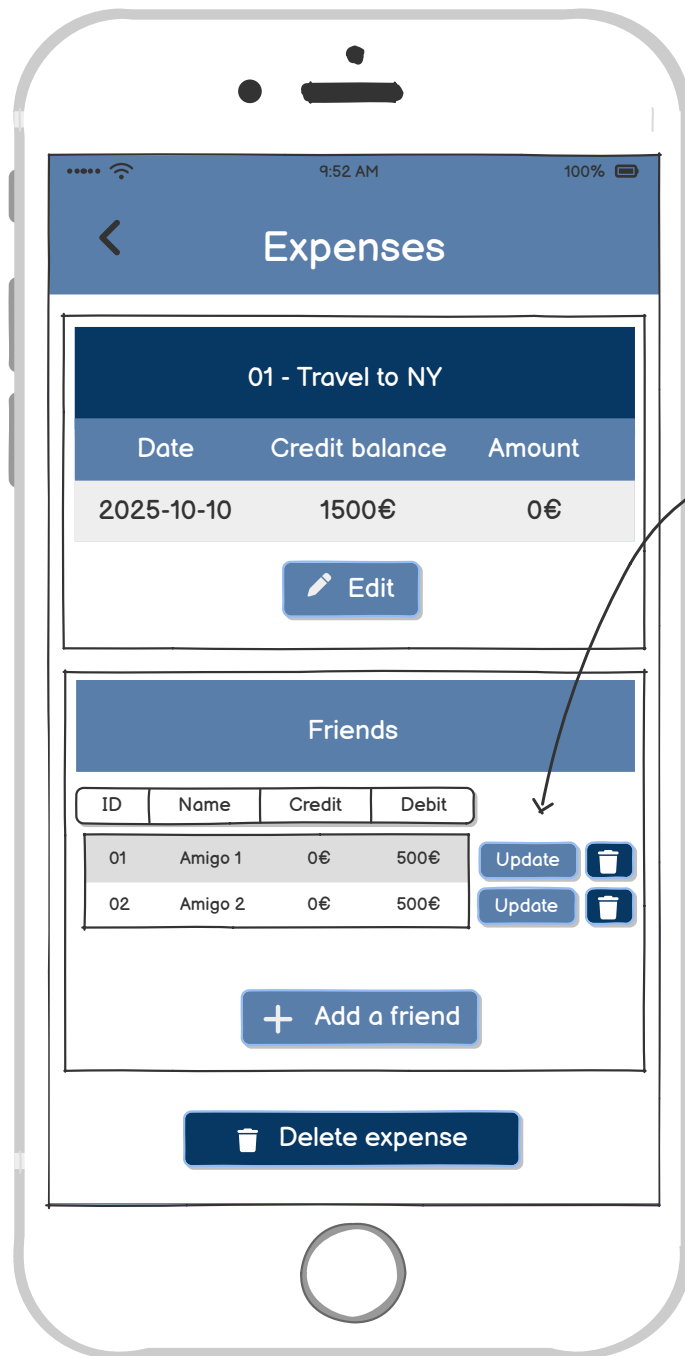 9:52 AM 100%
Expenses
01 - Travel to NY
Date Credit balance Amount
2025-10-10 1500€ 0€
Edit
Friends
ID Name Credit Debit
01 Amigo 1 0€ 500€ Update
02 Amigo 2 0€ 500€ Update
+ Add a friend
Delete expense